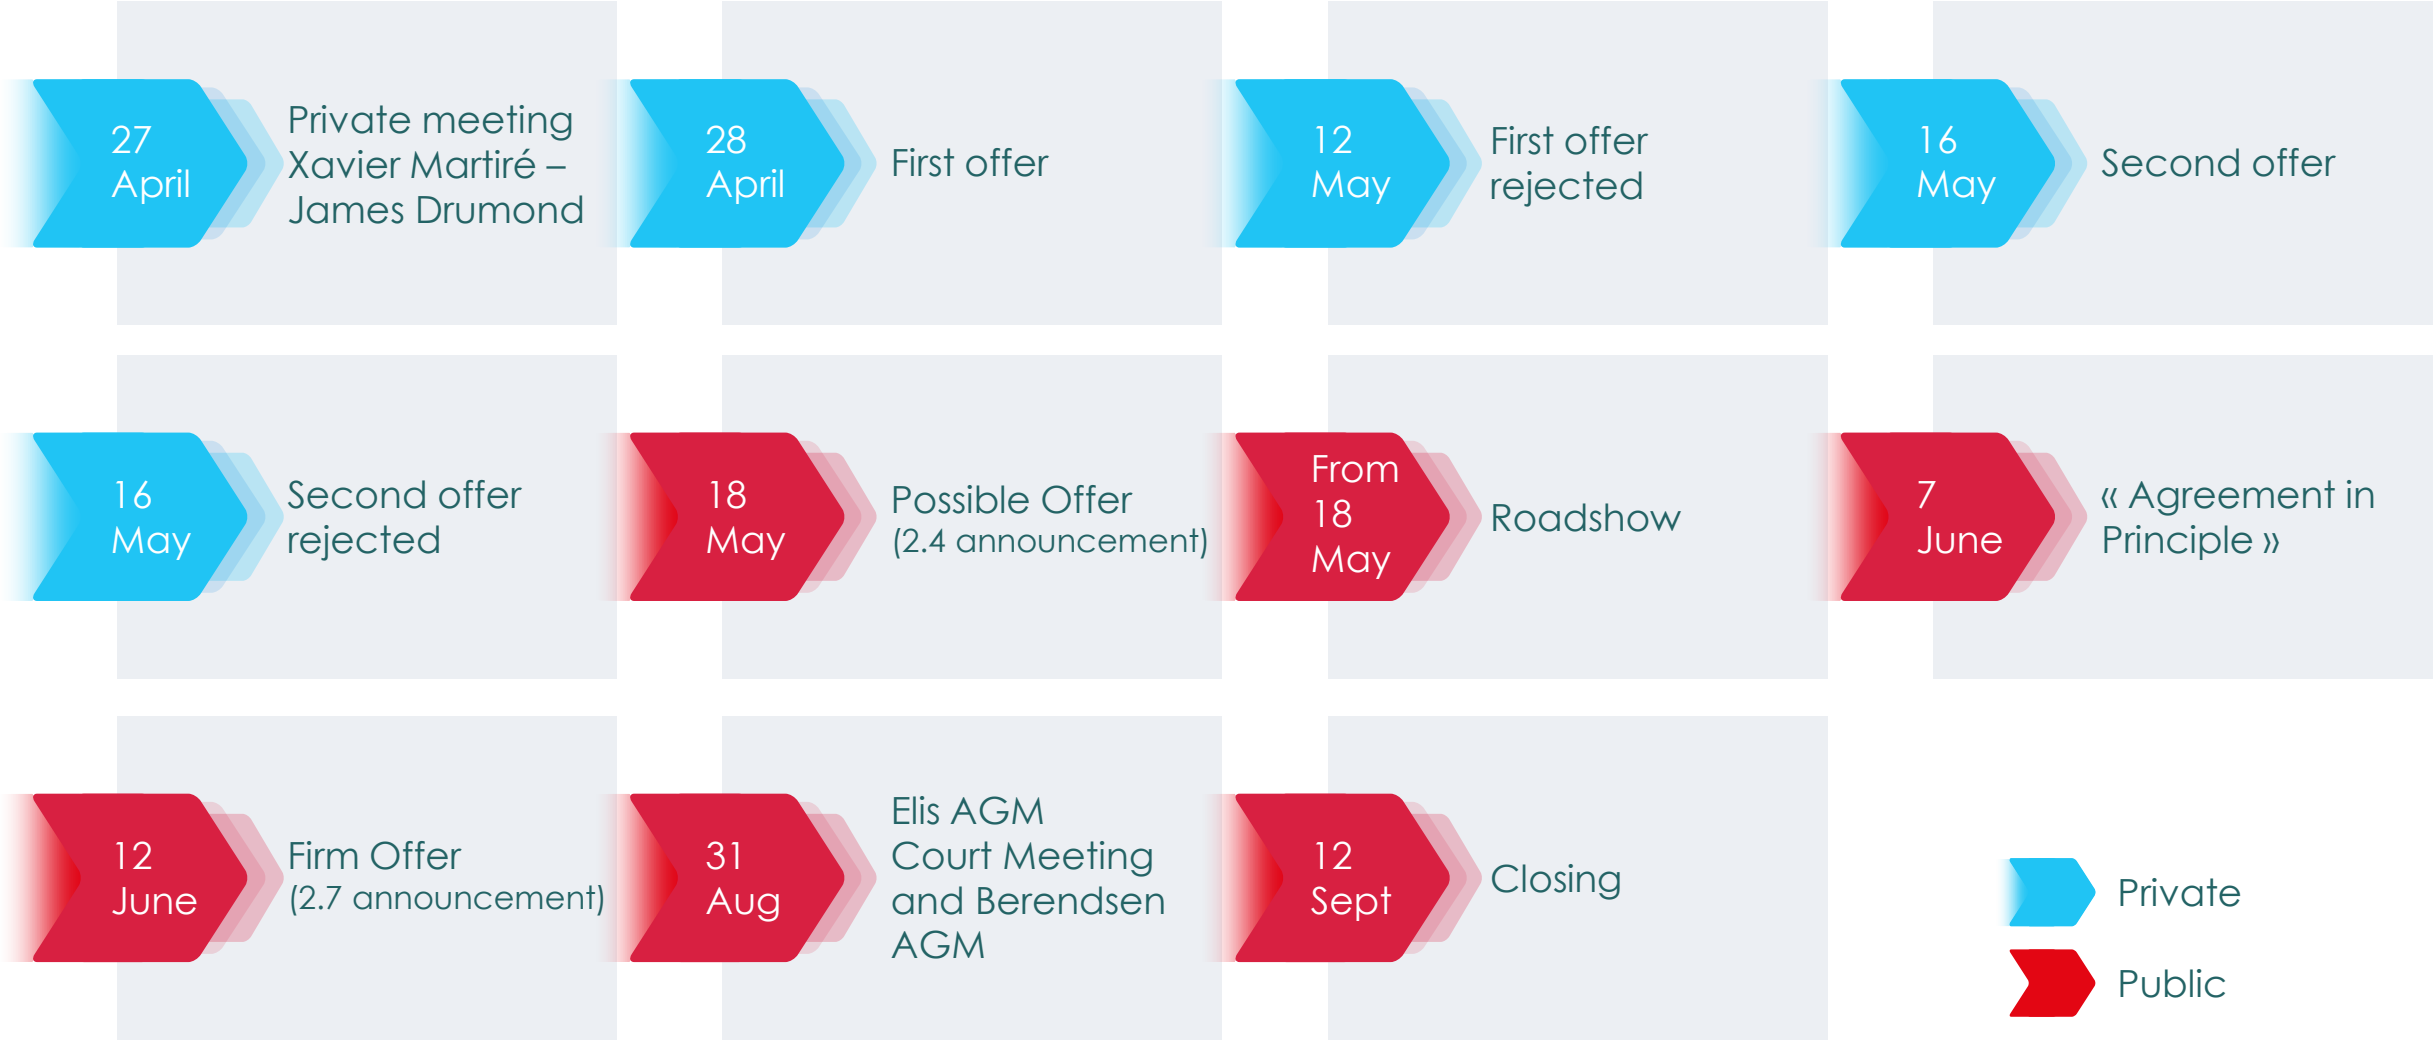 27
April
Private meeting
Xavier Martiré –
James Drumond
28
April
First offer
12
May
First offer
rejected
16
May
Second offer
16
May
Second offer
rejected
18
May
Possible Offer
(2.4 announcement)
From
18
May
Roadshow
7
June
« Agreement in
Principle »
12
June
Firm Offer
(2.7 announcement)
31
Aug
Elis AGM
Court Meeting
and Berendsen
AGM
12
Sept
Closing
Private
Public